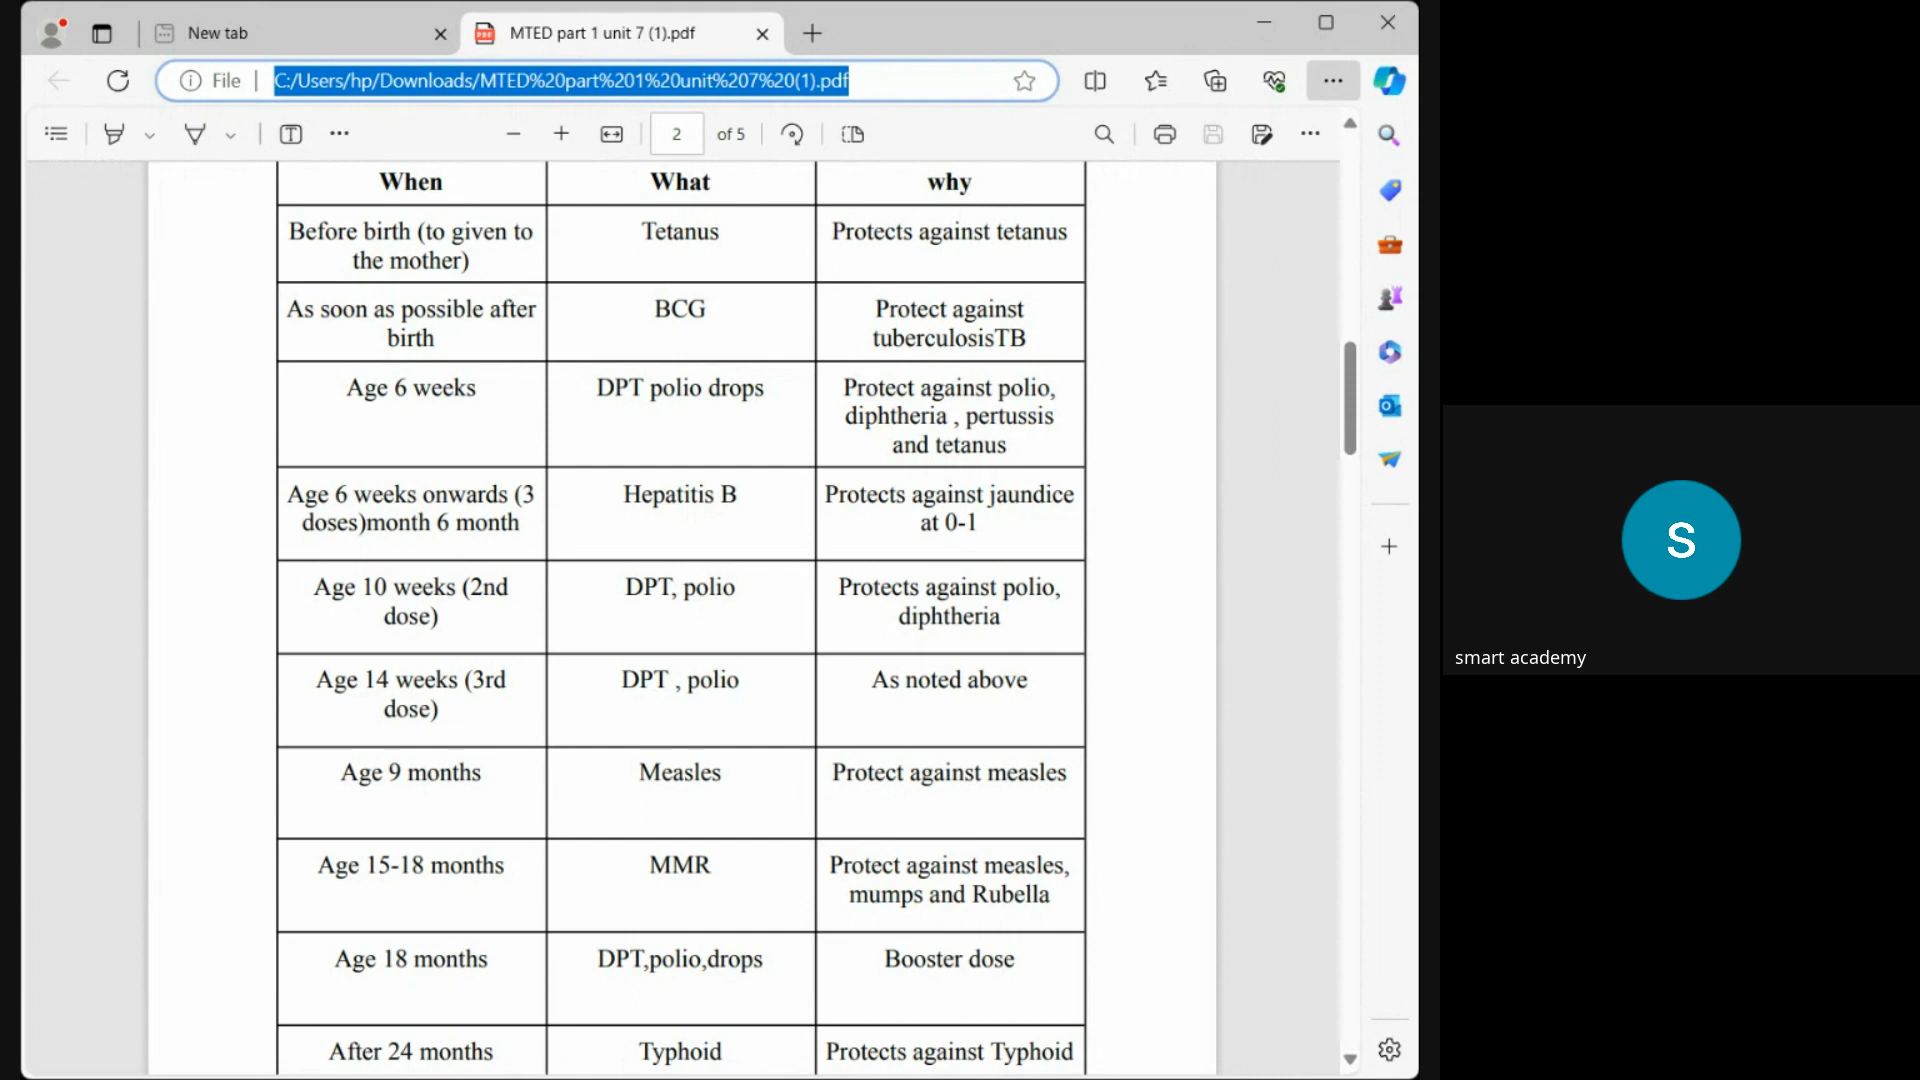 New tab
MTED part 1 unit 7 (1).pdf
File
C:/Users/hp/Downloads/MTED%20part%201%20unit%207%20(1).pdf
2 of 5
When What why
Before birth (to given to
the mother)
Tetanus
Protects against tetanus
As soon as possible after
birth
BCG
Protect against
tuberculosisTB
Age 6 weeks
DPT polio drops
Protect against polio,
diphtheria , pertussis
and tetanus
Age 6 weeks onwards (3
doses)month 6 month
Hepatitis B
Protects against jaundice
at 0-1
Age 10 weeks (2nd
dose)
DPT, polio
Protects against polio,
diphtheria
Age 14 weeks (3rd
dose)
DPT , polio
As noted above
Age 9 months
Measles
Protect against measles
Age 15-18 months
MMR
Protect against measles,
mumps and Rubella
Age 18 months
DPT,polio,drops
Booster dose
After 24 months
Typhoid
Protects against Typhoid
S
smart academy